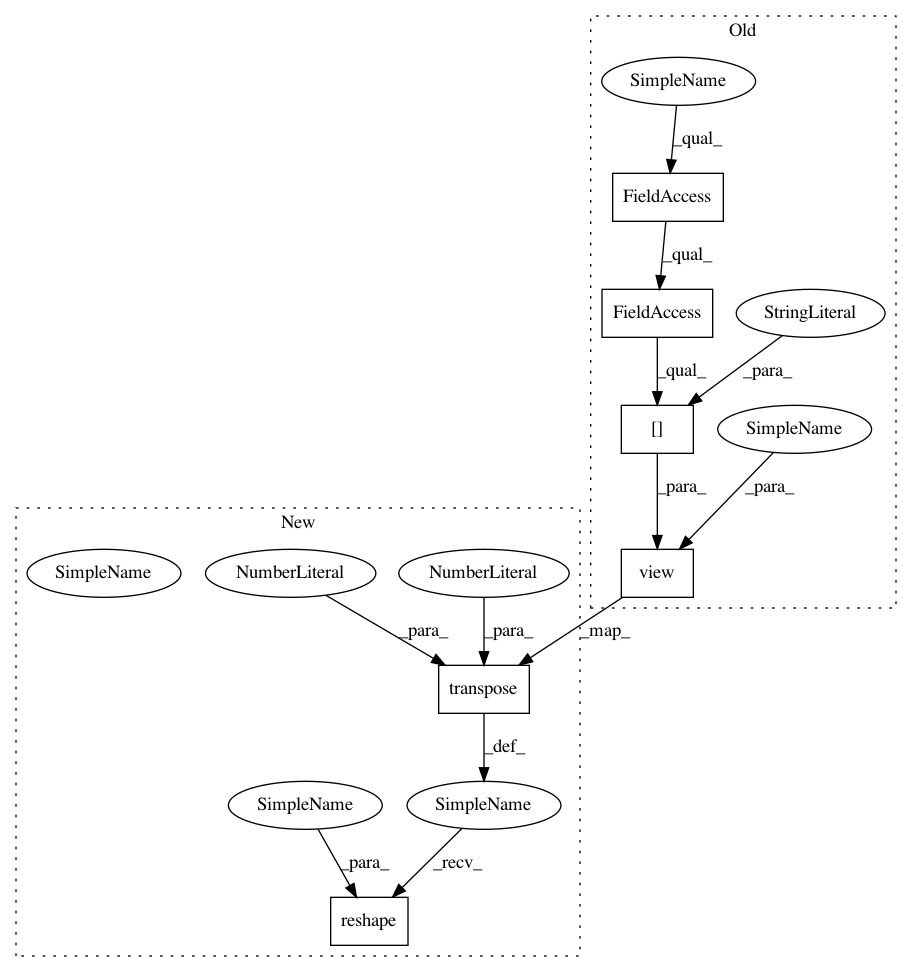 Old
SimpleName
_qual_
FieldAccess
_qual_
FieldAccess
StringLiteral
_qual_
_para_
[]
SimpleName
_para_
_para_
New
SimpleName
NumberLiteral
NumberLiteral
view
_para_
_para_
_map_
transpose
_def_
SimpleName
SimpleName
_para_
_recv_
reshape